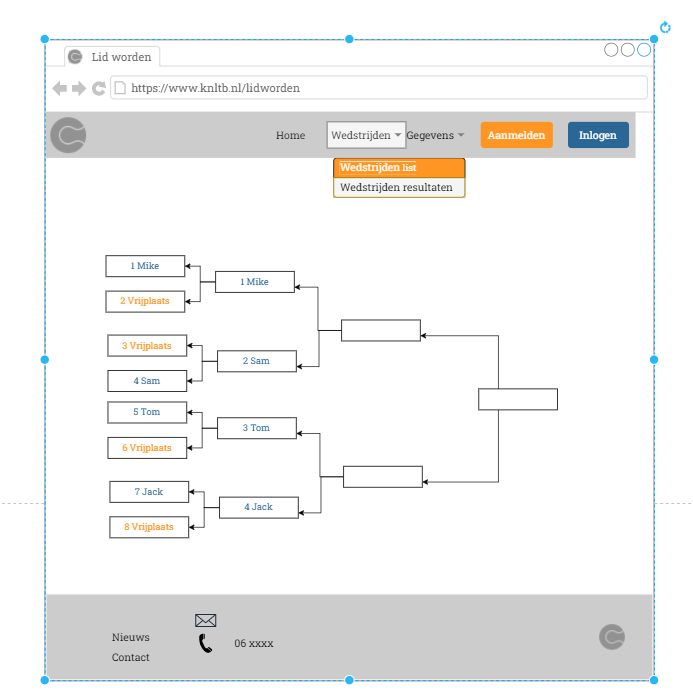 Lid worden
https://www.knltb.nl/lidworden
Home Wedstrijden Gegevens Aanmelden Inlogen
Wedstrijden list
Wedstrijden resultaten
1 Mike
2 Vrijplaats
1 Mike
3 Vrijplaats
4 Sam
2 Sam
5 Tom
6 Vrijplaats
3 Tom
7 Jack
8 Vrijplaats
4 Jack
Nieuws
Contact
06 xxxx